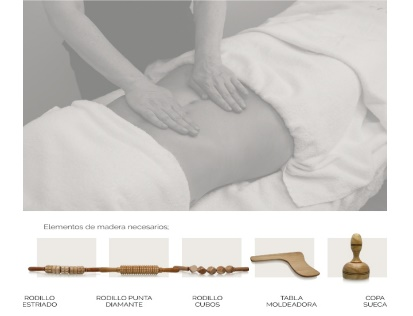 Elementos de madera necesarios;
RODILLO
ESTRIADO
RODILLO PUNTA
DIAMANTE
RODILLO
CUBOS
TABLA
MOLDEADORA
COPA
SUECA